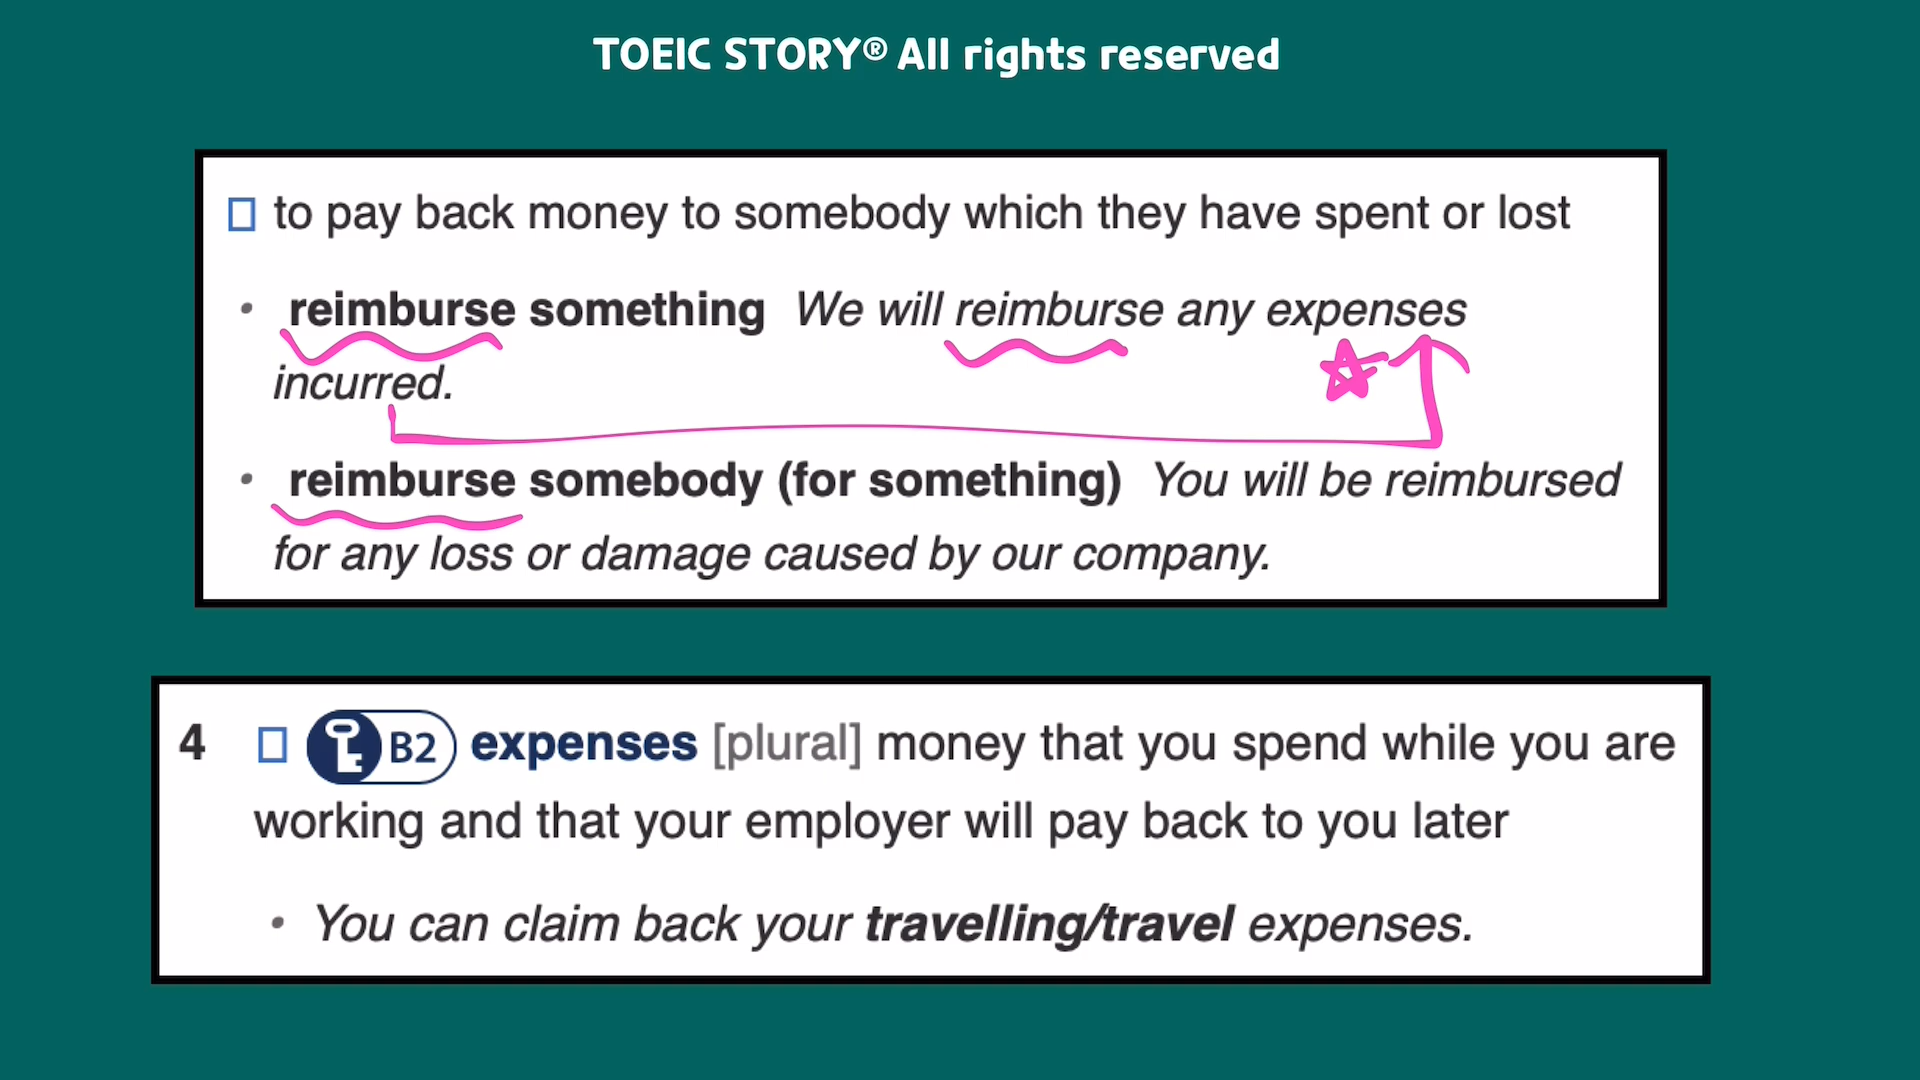 TOEIC STORY® All rights reserved
to pay back money to somebody which they have spent or lost
• reimburse something We will reimburse any expenses
incurred.
• reimburse somebody (for something) You will be reimbursed
for any loss or damage caused by our company.
4 B2 expenses [plural] money that you spend while you are
working and that your employer will pay back to you later
• You can claim back your travelling/travel expenses.